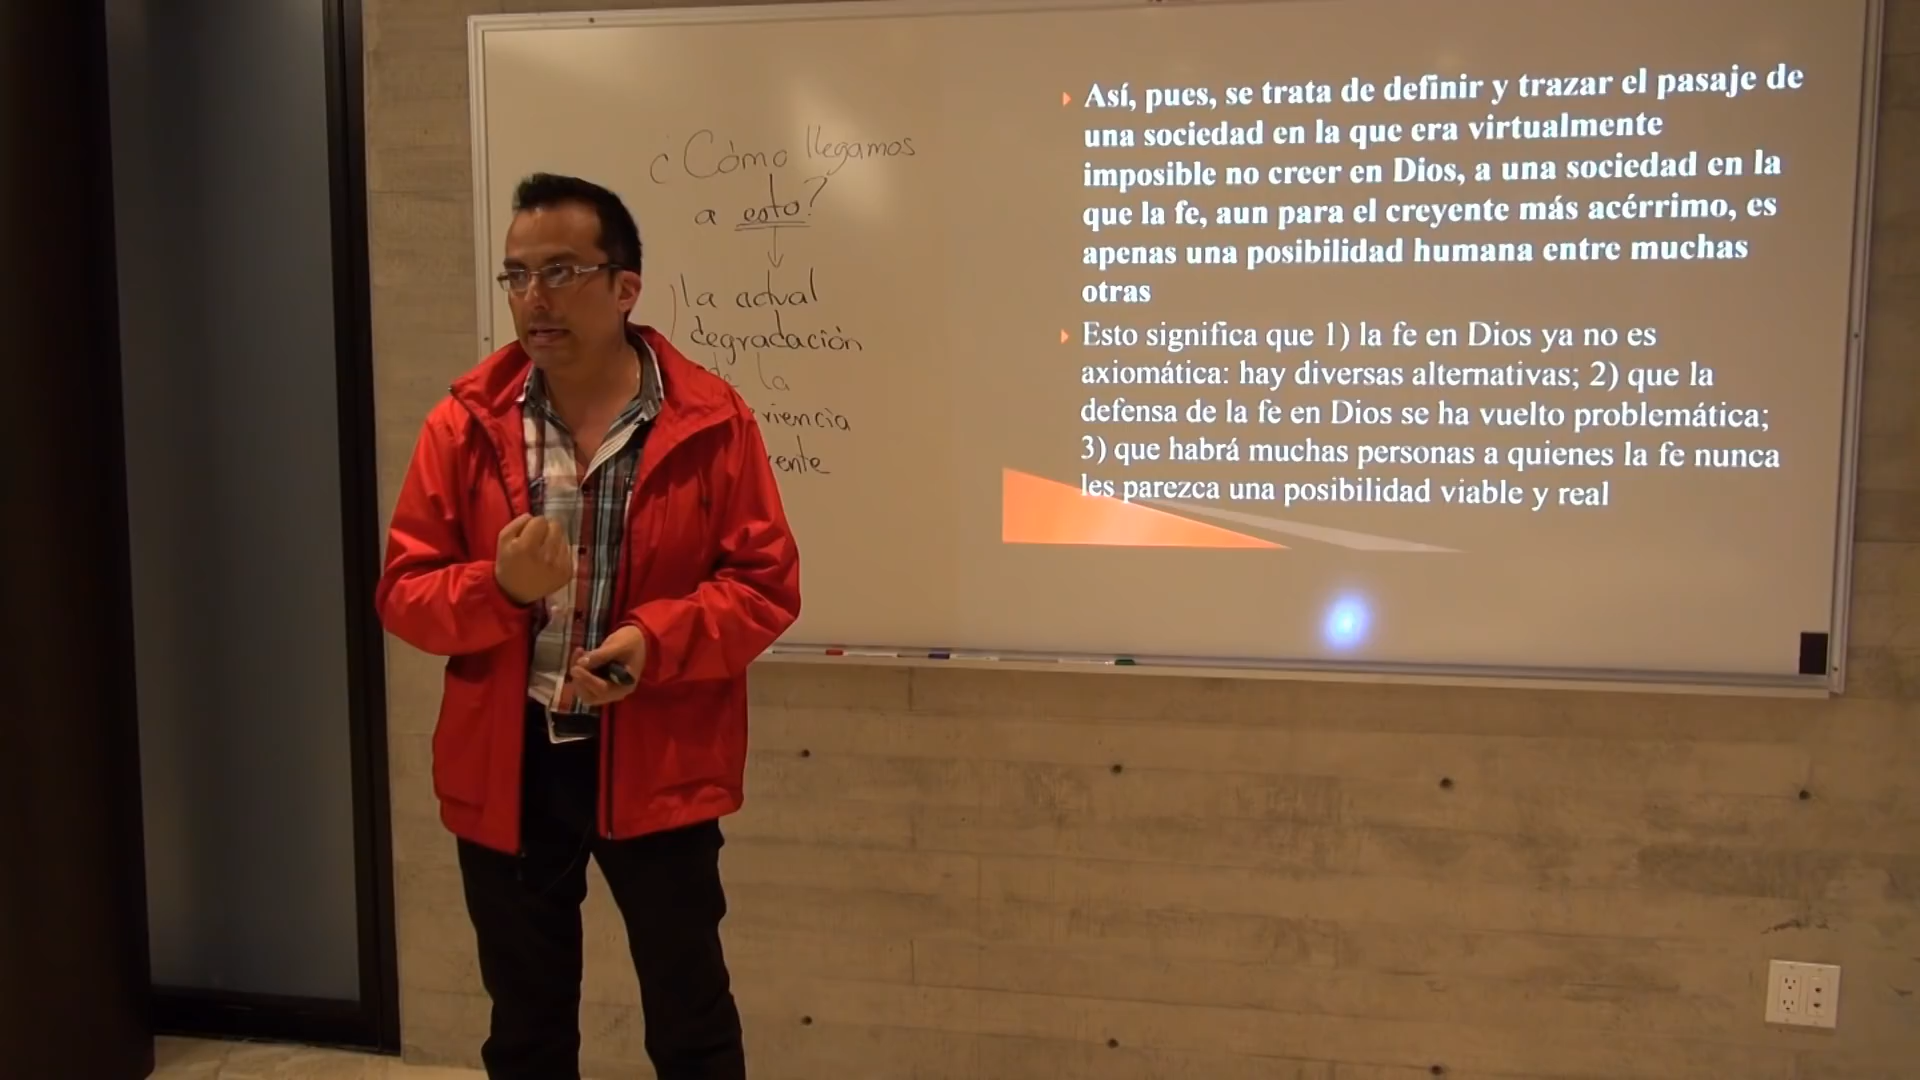 ¿Cómo llegamos
a esto?
la actual
degradación
de la
riencia
ente
Así, pues, se trata de definir y trazar el pasaje de
una sociedad en la que era virtualmente
imposible no creer en Dios, a una sociedad en la
que la fe, aun para el creyente más acérrimo, es
apenas una posibilidad humana entre muchas
otras
Esto significa que 1) la fe en Dios ya no es
axiomática: hay diversas alternativas; 2) que la
defensa de la fe en Dios se ha vuelto problemática;
3) que habrá muchas personas a quienes la fe nunca
les parezca una posibilidad viable y real